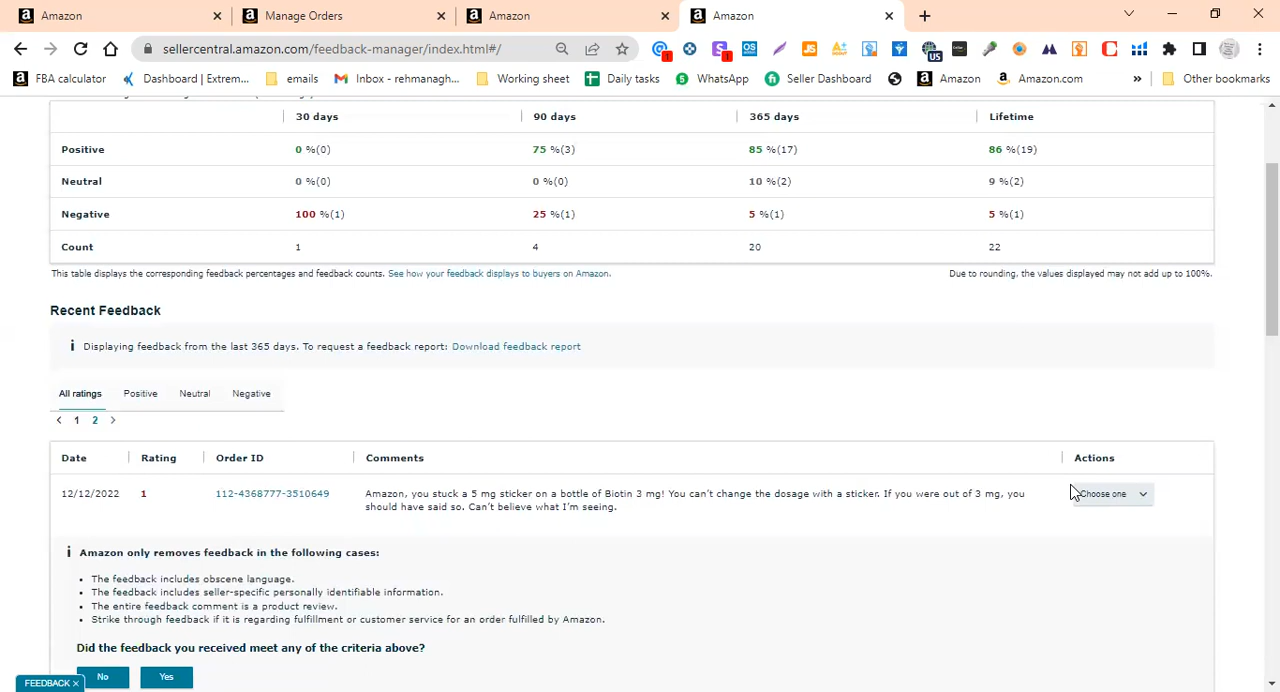 Amazon
Manage Orders
Amazon
Amazon
sellercentral.amazon.com/feedback-manager/index.html#/
FBA calculator
Dashboard | Extrem...
emails
Inbox - rehmanagh...
Working sheet
Daily tasks
WhatsApp
Seller Dashboard
Amazon
Amazon.com
»
Other bookmarks
30 days 90 days 365 days Lifetime
Positive 0 %(0) 75 %(3) 85 %(17) 86 %(19)
Neutral 0 %(0) 0 %(0) 10 %(2) 9 %(2)
Negative 100 %(1) 25 %(1) 5 %(1) 5 %(1)
Count 1 4 20 22
This table displays the corresponding feedback percentages and feedback counts. See how your feedback displays to buyers on Amazon. Due to rounding, the values displayed may not add up to 100%.
Recent Feedback
Displaying feedback from the last 365 days. To request a feedback report: Download feedback report
All ratings Positive Neutral Negative
< 1 2 >
Date Rating Order ID Comments Actions
12/12/2022 1 112-4368777-3510649 Amazon, you stuck a 5 mg sticker on a bottle of Biotin 3 mg! You can't change the dosage with a sticker. If you were out of 3 mg, you Choose one
should have said so. Can't believe what I'm seeing.
Amazon only removes feedback in the following cases:
• The feedback includes obscene language.
• The feedback includes seller-specific personally identifiable information.
• The entire feedback comment is a product review.
• Strike through feedback if it is regarding fulfillment or customer service for an order fulfilled by Amazon.
Did the feedback you received meet any of the criteria above?
No Yes
FEEDBACK ×